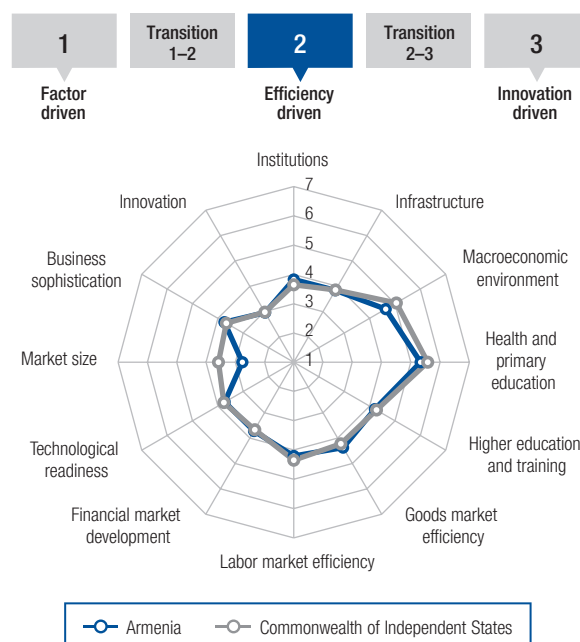 1
Transition
1–2
2
Transition
2–3
3
Factor
driven
Efficiency
driven
Innovation
driven
Institutions
Infrastructure
Macroeconomic
environment
Health and
primary
education
Higher education
and training
Goods market
efficiency
Labor market efficiency
Financial market
development
Technological
readiness
Market size
Business
sophistication
Innovation
7
6
5
4
3
2
1
Armenia
Commonwealth of Independent States